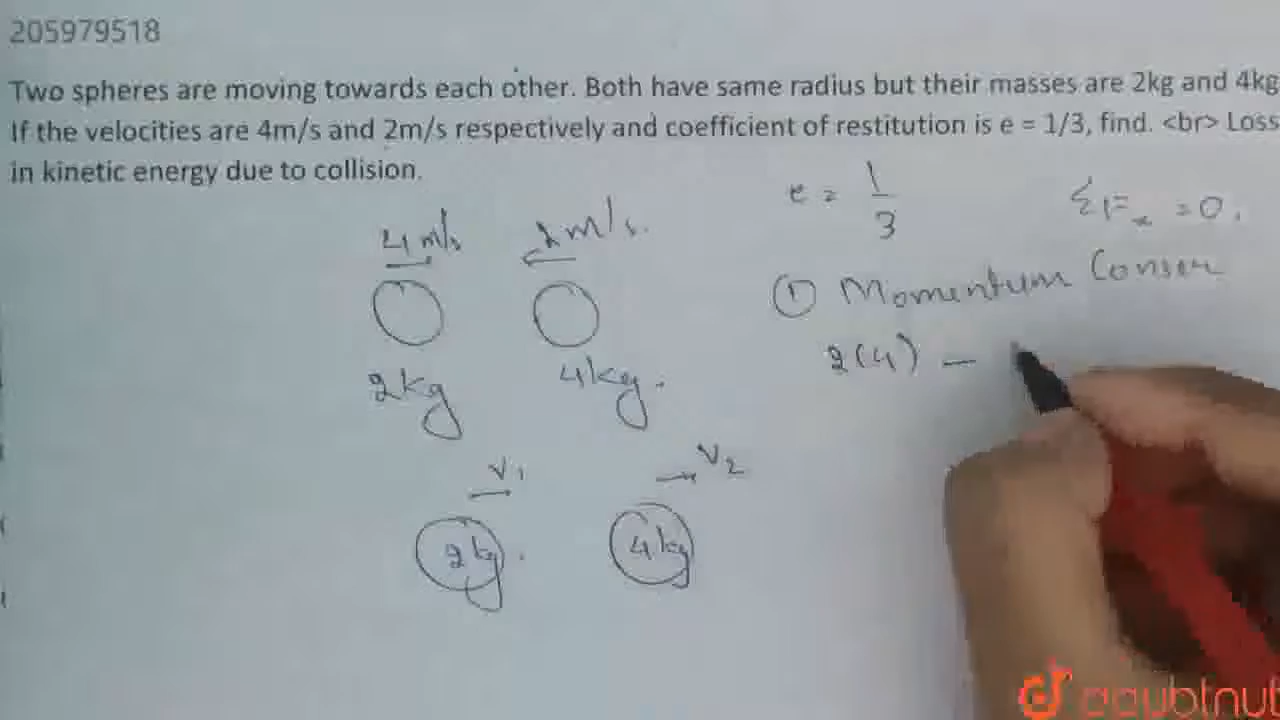 205979518
Two spheres are moving towards each other. Both have same radius but their masses are 2kg and 4kg
If the velocities are 4m/s and 2m/s respectively and coefficient of restitution is e = 1/3, find. <br> Loss
in kinetic energy due to collision.
e = 1/3
ΣFx = 0.
4 m/s
2 m/s.
① Momentum Conser
2(4) —
2kg
4kg.
V1
V2
2kg.
4kg
doubtnut